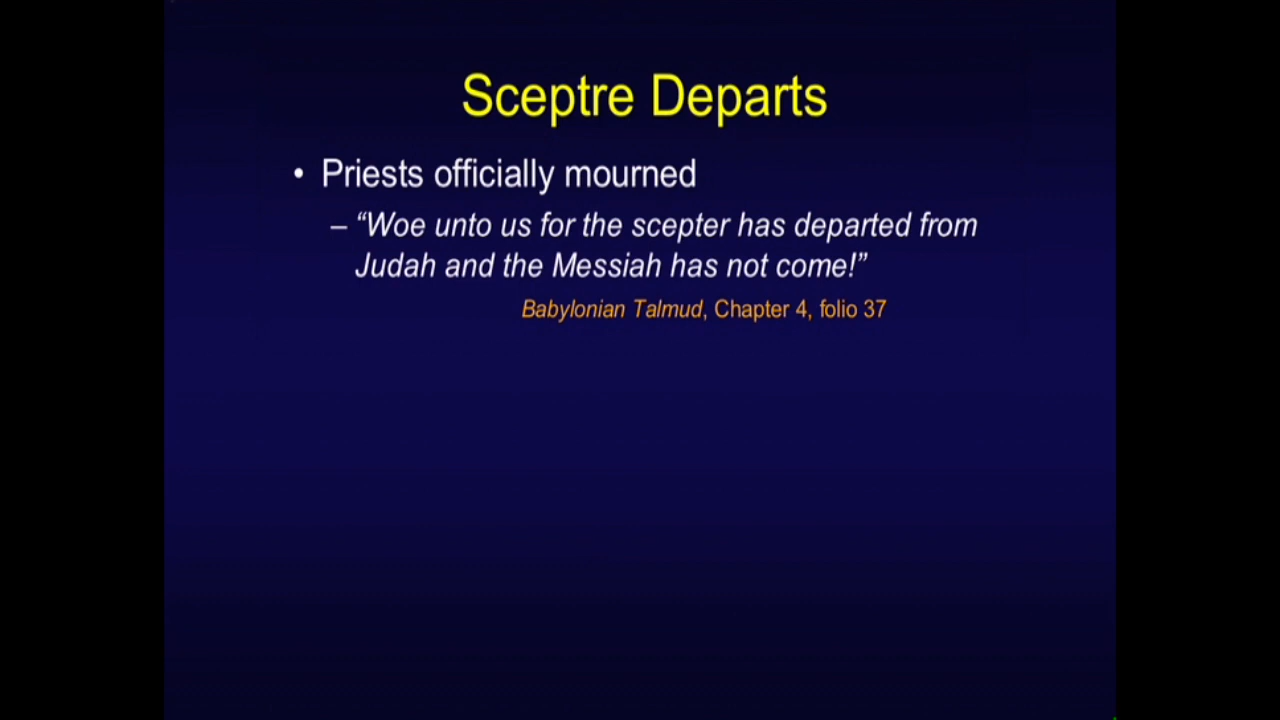 Sceptre Departs
• Priests officially mourned
– “Woe unto us for the scepter has departed from
Judah and the Messiah has not come!”
Babylonian Talmud, Chapter 4, folio 37